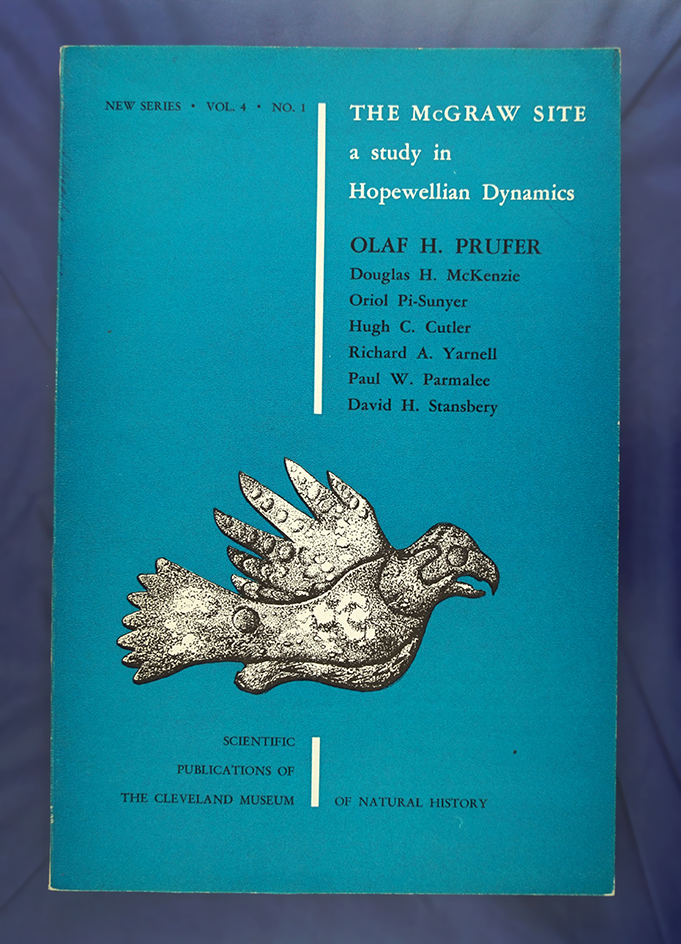 NEW SERIES • VOL. 4 • NO. 1
THE McGRAW SITE
a study in
Hopewellian Dynamics
OLAF H. PRUFER
Douglas H. McKenzie
Oriol Pi-Sunyer
Hugh C. Cutler
Richard A. Yarnell
Paul W. Parmalee
David H. Stansbery
SCIENTIFIC
PUBLICATIONS OF
THE CLEVELAND MUSEUM OF NATURAL HISTORY